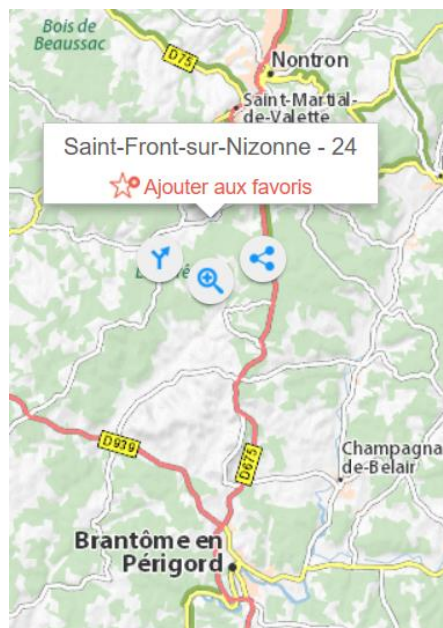 Bois de
Beaussac
D75
Nontron
Saint-Martial-
de-Valette
Saint-Front-sur-Nizonne - 24
Ajouter aux favoris
D939
D675
Champagna
de-Belair
Brantôme en
Périgord